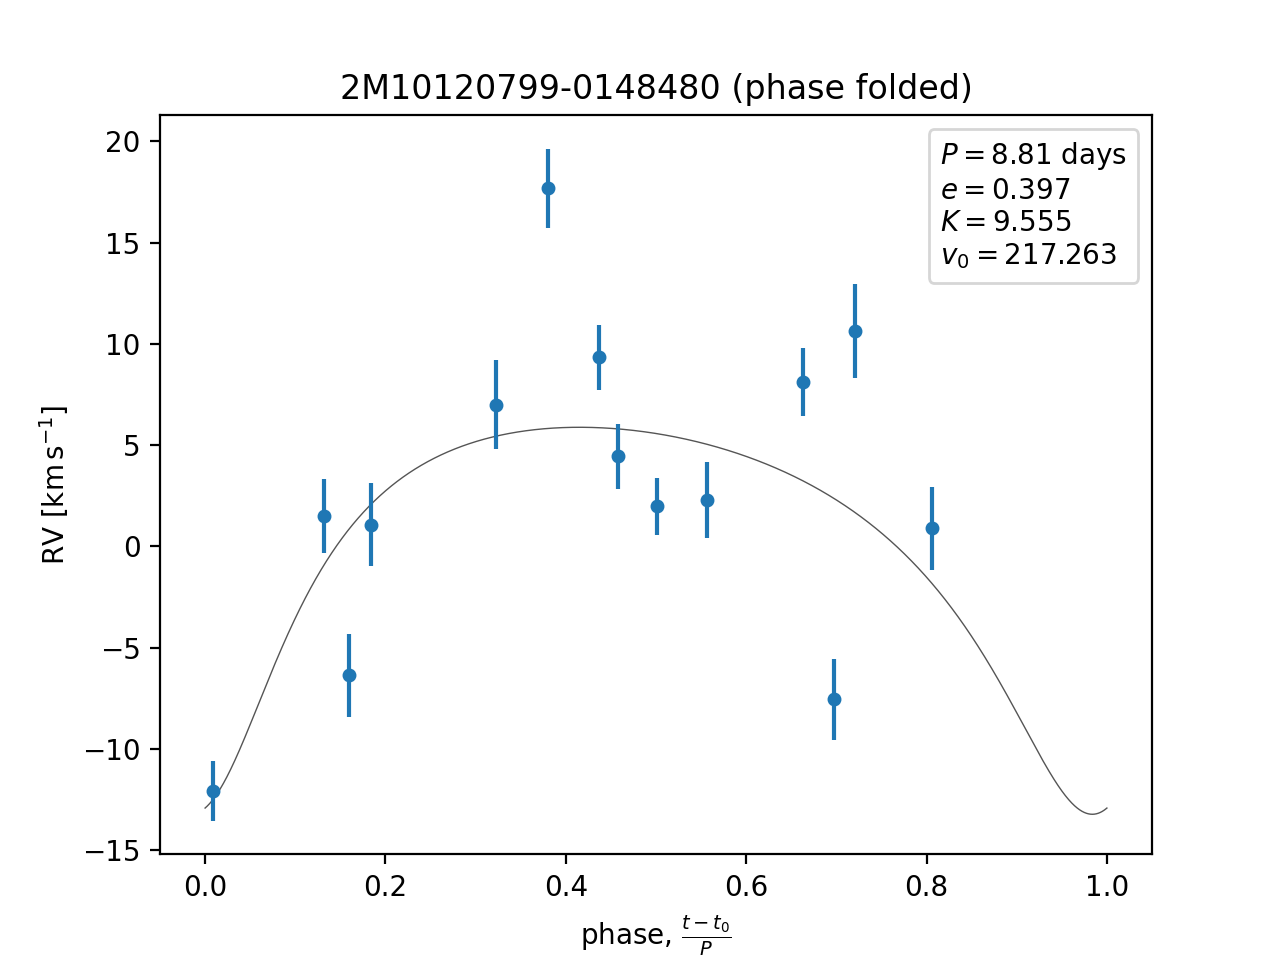 2M10120799-0148480 (phase folded)
P = 8.81 days
e = 0.397
K = 9.555
v₀ = 217.263
20
15
10
5
0
−5
−10
−15
RV [km s⁻¹]
0.0 0.2 0.4 0.6 0.8 1.0
phase, (t − t₀)/P